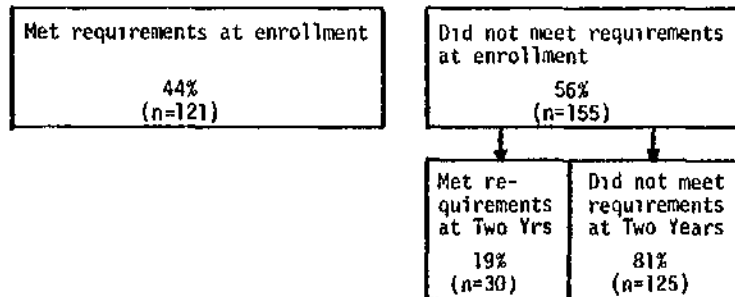 Met requirements at enrollment
44%
(n=121)
Did not meet requirements
at enrollment
56%
(n=155)
Met re-
quirements
at Two Yrs
19%
(n=30)
Did not meet
requirements
at Two Years
81%
(n=125)